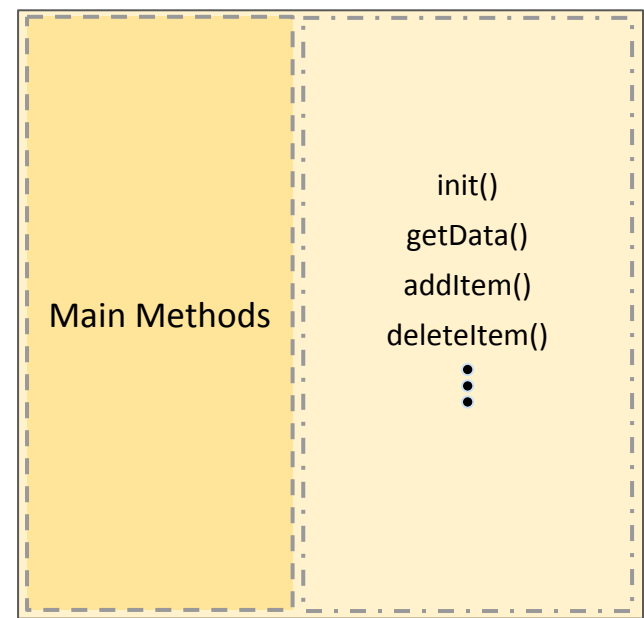 Main Methods
init()
getData()
addItem()
deleteItem()